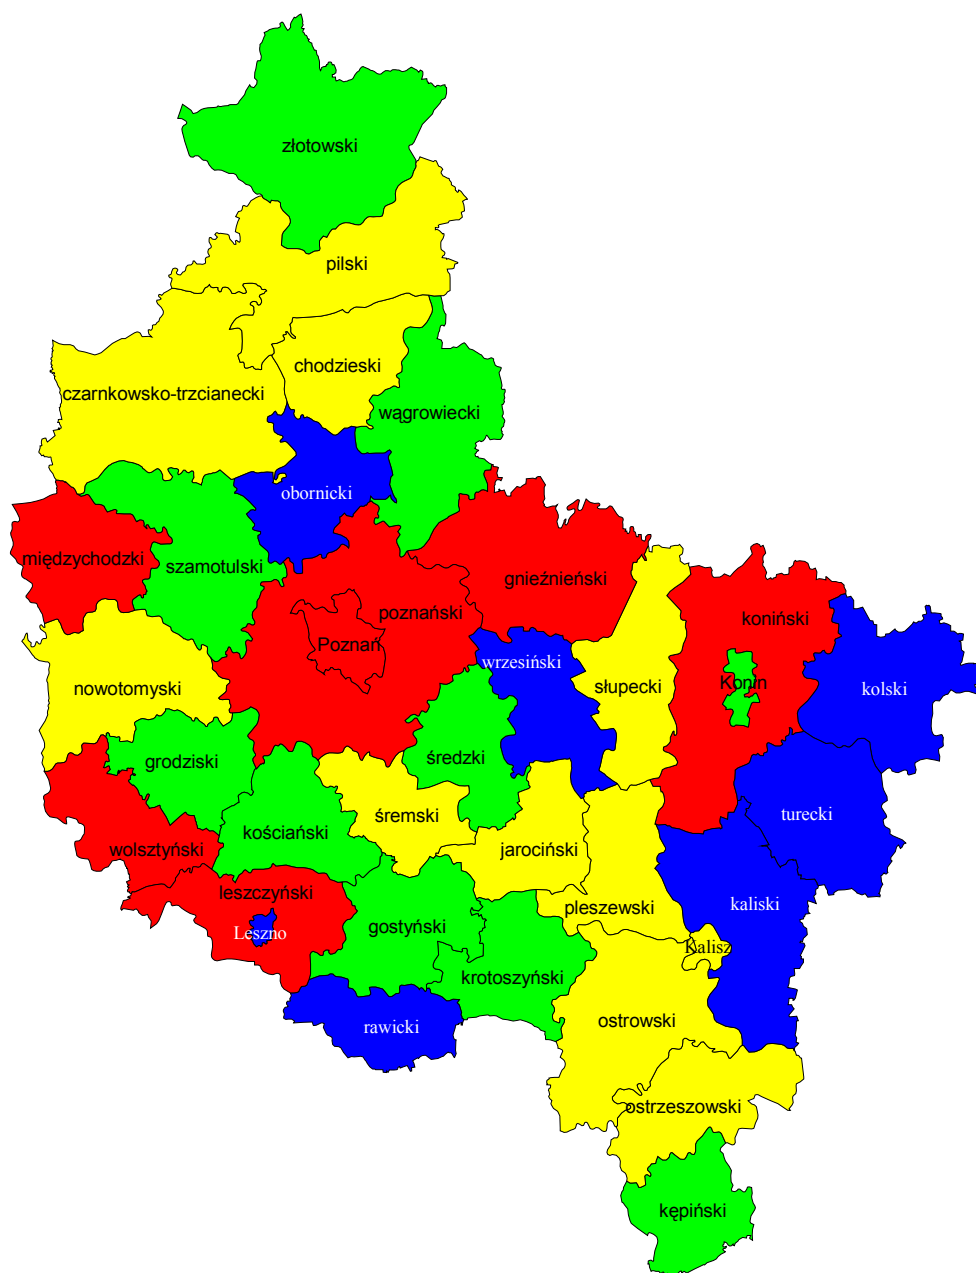 złotowski
pilski
chodzieski
czarnkowsko-trzcianecki
wągrowiecki
obornicki
międzychodzki
szamotulski
gnieźnieński
poznański
koniński
Poznań
wrzesiński
nowotomyski
słupecki
Konin
kolski
grodziski
średzki
śremski
turecki
kościański
wolsztyński
jarociński
leszczyński
kaliski
pleszewski
gostyński
Leszno
Kalisz
krotoszyński
rawicki
ostrowski
ostrzeszowski
kępiński